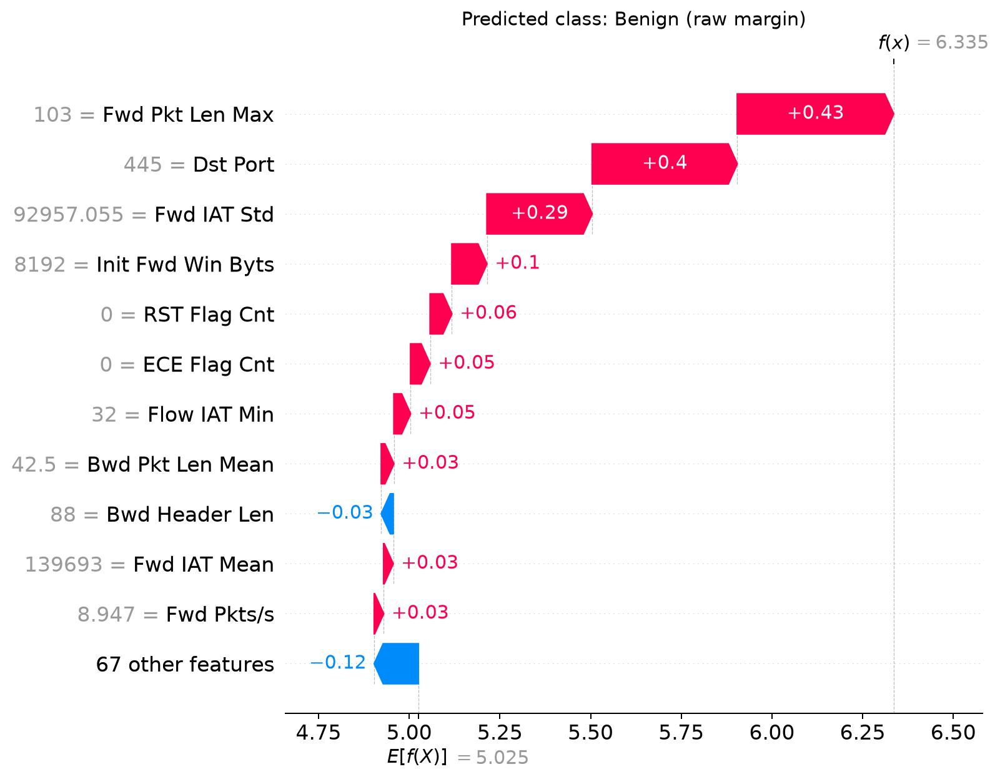 Predicted class: Benign (raw margin)
f(x) = 6.335
103 = Fwd Pkt Len Max +0.43
445 = Dst Port +0.4
92957.055 = Fwd IAT Std +0.29
8192 = Init Fwd Win Byts +0.1
0 = RST Flag Cnt +0.06
0 = ECE Flag Cnt +0.05
32 = Flow IAT Min +0.05
42.5 = Bwd Pkt Len Mean +0.03
88 = Bwd Header Len −0.03
139693 = Fwd IAT Mean +0.03
8.947 = Fwd Pkts/s +0.03
67 other features −0.12
4.75 5.00 5.25 5.50 5.75 6.00 6.25 6.50
E[f(X)] = 5.025